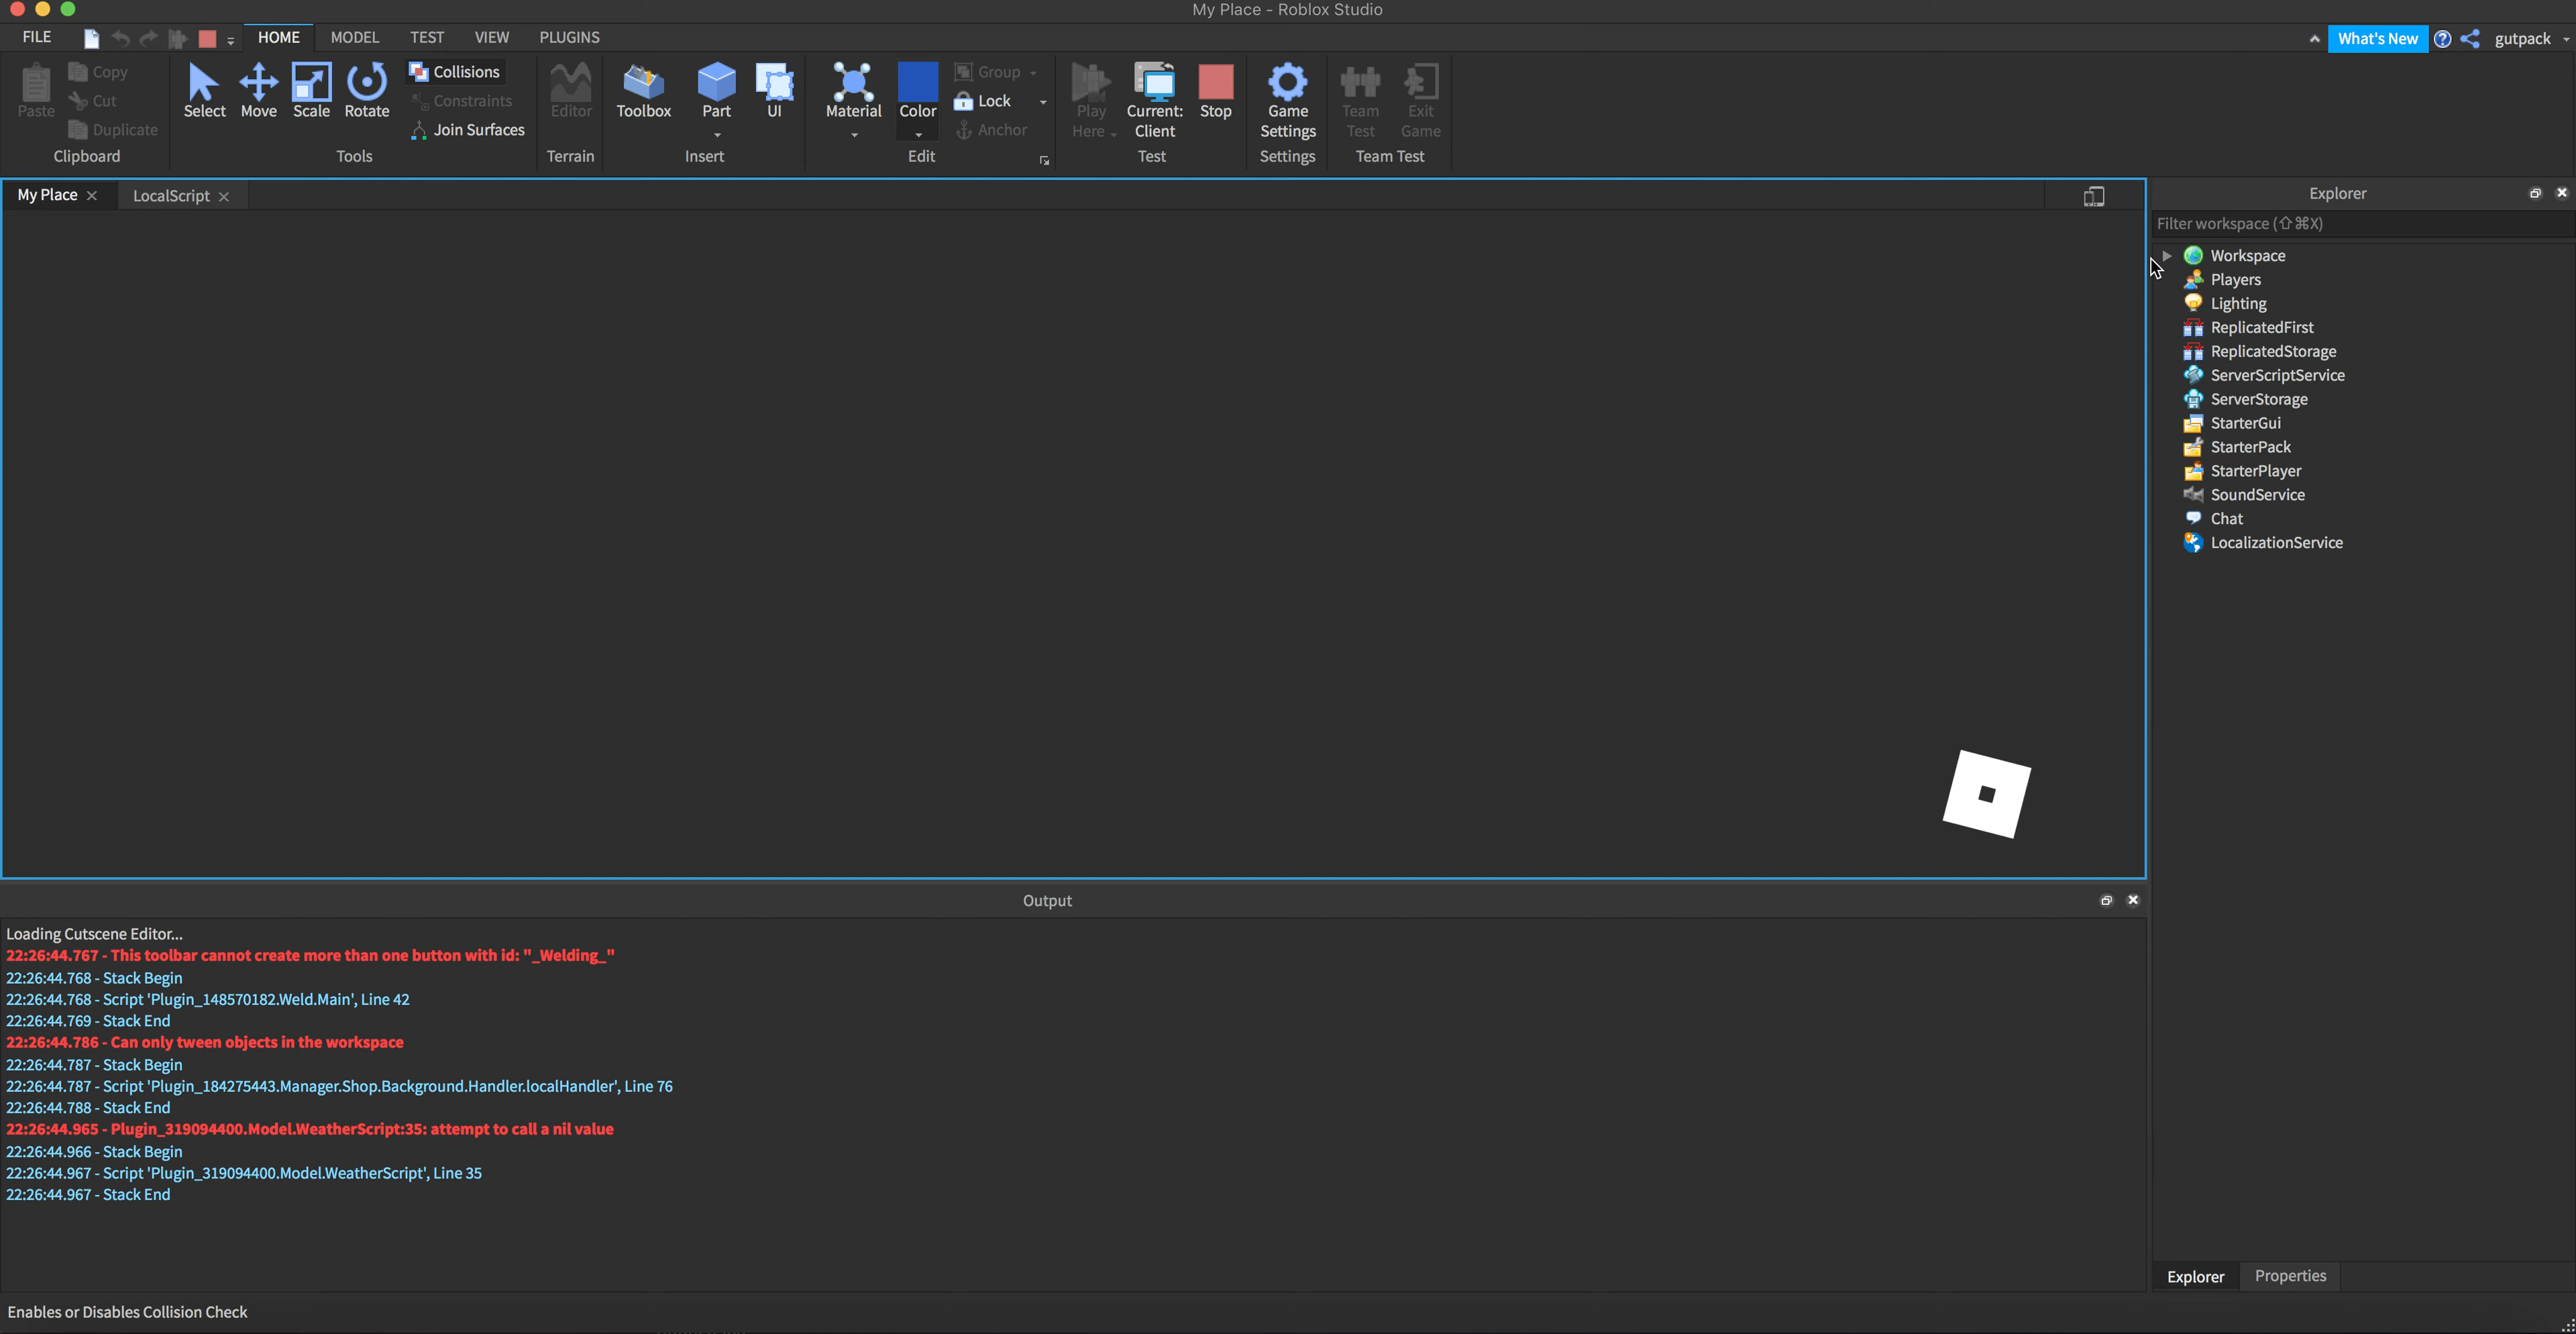 My Place - Roblox Studio
FILE HOME MODEL TEST VIEW PLUGINS What's New gutpack
Paste Copy Cut Duplicate Clipboard
Select Move Scale Rotate Collisions Constraints Join Surfaces Tools
Editor Terrain
Toolbox Part UI Insert
Material Color Group Lock Anchor Edit
Play Here Current: Client Stop Test
Game Settings Settings
Team Test Exit Game Team Test
My Place LocalScript
Explorer
Filter workspace (⇧⌘X)
Workspace
Players
Lighting
ReplicatedFirst
ReplicatedStorage
ServerScriptService
ServerStorage
StarterGui
StarterPack
StarterPlayer
SoundService
Chat
LocalizationService
Output
Loading Cutscene Editor...
22:26:44.767 - This toolbar cannot create more than one button with id: "_Welding_"
22:26:44.768 - Stack Begin
22:26:44.768 - Script 'Plugin_148570182.Weld.Main', Line 42
22:26:44.769 - Stack End
22:26:44.786 - Can only tween objects in the workspace
22:26:44.787 - Stack Begin
22:26:44.787 - Script 'Plugin_184275443.Manager.Shop.Background.Handler.localHandler', Line 76
22:26:44.788 - Stack End
22:26:44.965 - Plugin_319094400.Model.WeatherScript:35: attempt to call a nil value
22:26:44.966 - Stack Begin
22:26:44.967 - Script 'Plugin_319094400.Model.WeatherScript', Line 35
22:26:44.967 - Stack End
Explorer Properties
Enables or Disables Collision Check